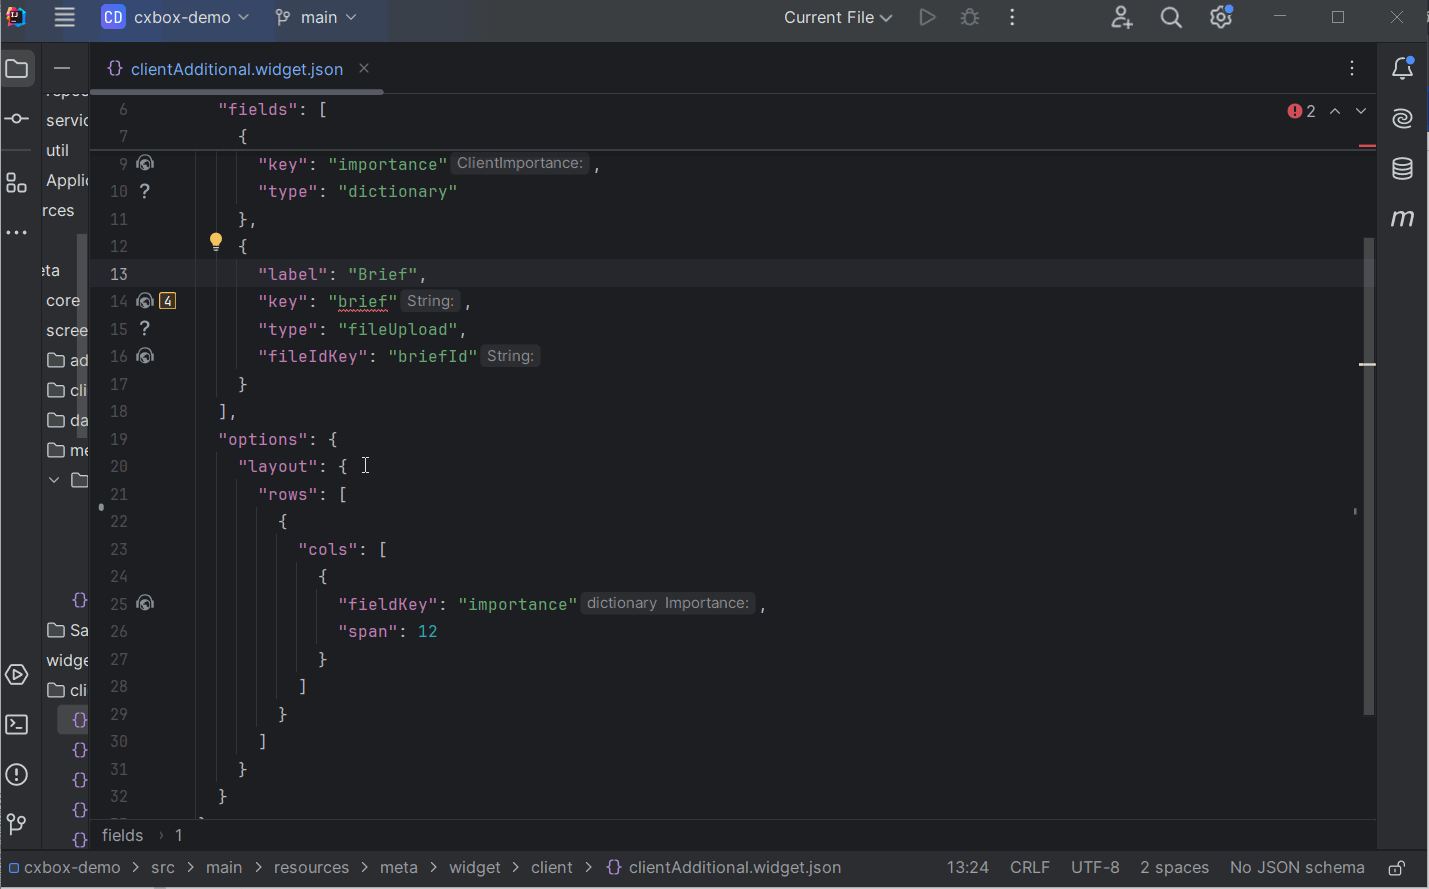 CD cxbox-demo main Current File
clientAdditional.widget.json
6 "fields": [
2
7 {
9 "key": "importance" ClientImportance: ,
10 ? "type": "dictionary"
11 },
12 {
13 "label": "Brief",
14 4 "key": "brief" String: ,
15 ? "type": "fileUpload",
16 "fileIdKey": "briefId" String:
17 }
18 ],
19 "options": {
20 "layout": {
21 "rows": [
22 {
23 "cols": [
24 {
25 "fieldKey": "importance" dictionary Importance: ,
26 "span": 12
27 }
28 ]
29 }
30 ]
31 }
32 }
servic
util
Applic
rces
eta
core
scree
ad
cli
da
me
{}
Sa
widge
cli
{}
{}
{}
{}
{}
m
fields › 1
cxbox-demo > src > main > resources > meta > widget > client > {} clientAdditional.widget.json 13:24 CRLF UTF-8 2 spaces No JSON schema